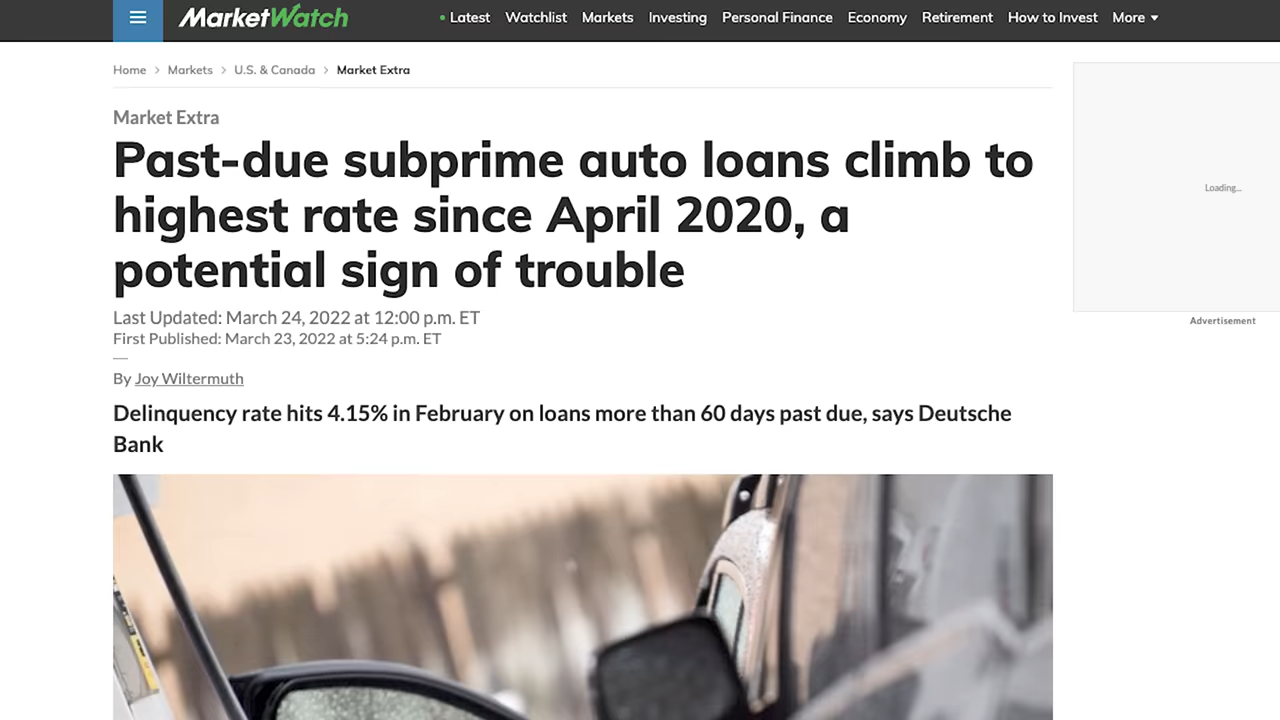 MarketWatch
Latest Watchlist Markets Investing Personal Finance Economy Retirement How to Invest More
Home > Markets > U.S. & Canada > Market Extra
Market Extra
Past-due subprime auto loans climb to
highest rate since April 2020, a
potential sign of trouble
Last Updated: March 24, 2022 at 12:00 p.m. ET
First Published: March 23, 2022 at 5:24 p.m. ET
—
By Joy Wiltermuth
Delinquency rate hits 4.15% in February on loans more than 60 days past due, says Deutsche
Bank
Loading...
Advertisement